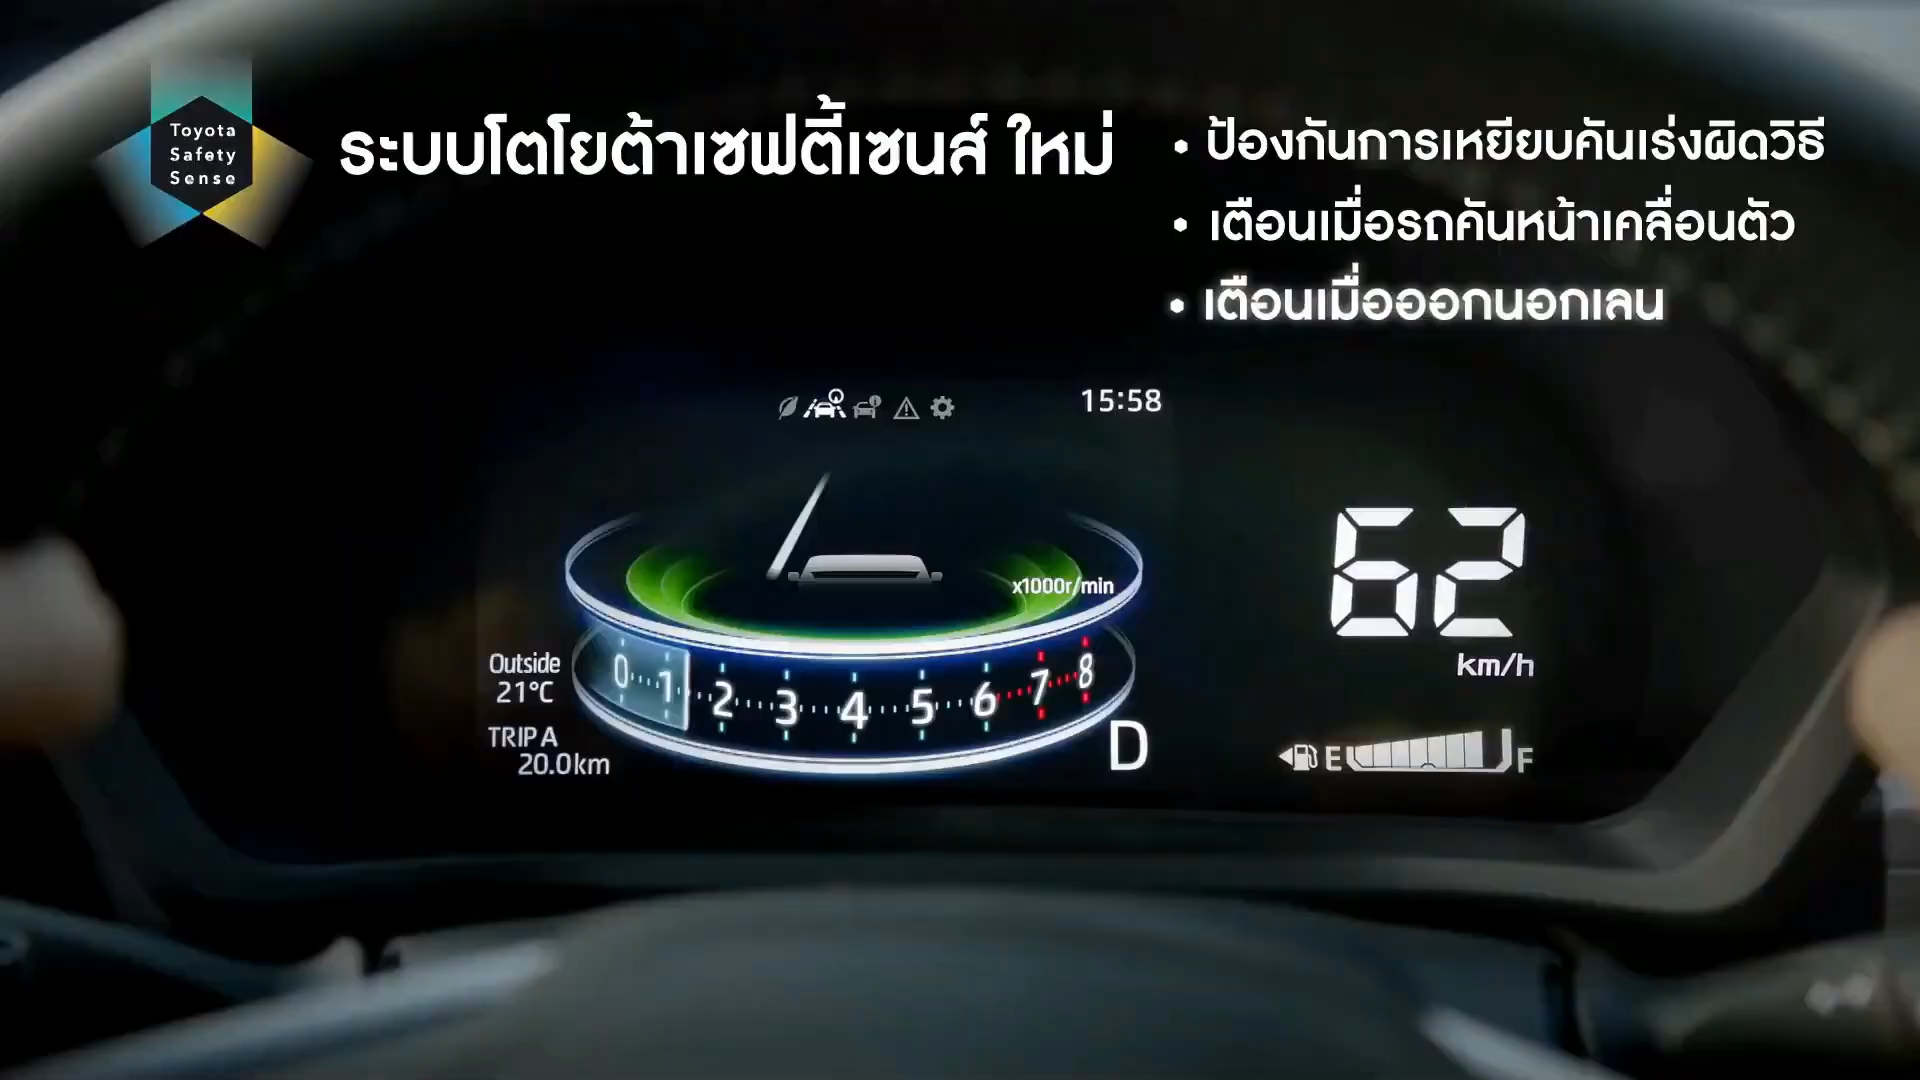 Toyota
Safety
Sense
ระบบโตโยต้าเซฟตี้เซนส์ ใหม่
• ป้องกันการเหยียบคันเร่งผิดวิธี
• เตือนเมื่อรถคันหน้าเคลื่อนตัว
• เตือนเมื่อออกนอกเลน
15:58
x1000r/min
62
km/h
Outside
21°C
0 1 2 3 4 5 6 7 8
TRIP A
20.0km
D
E F